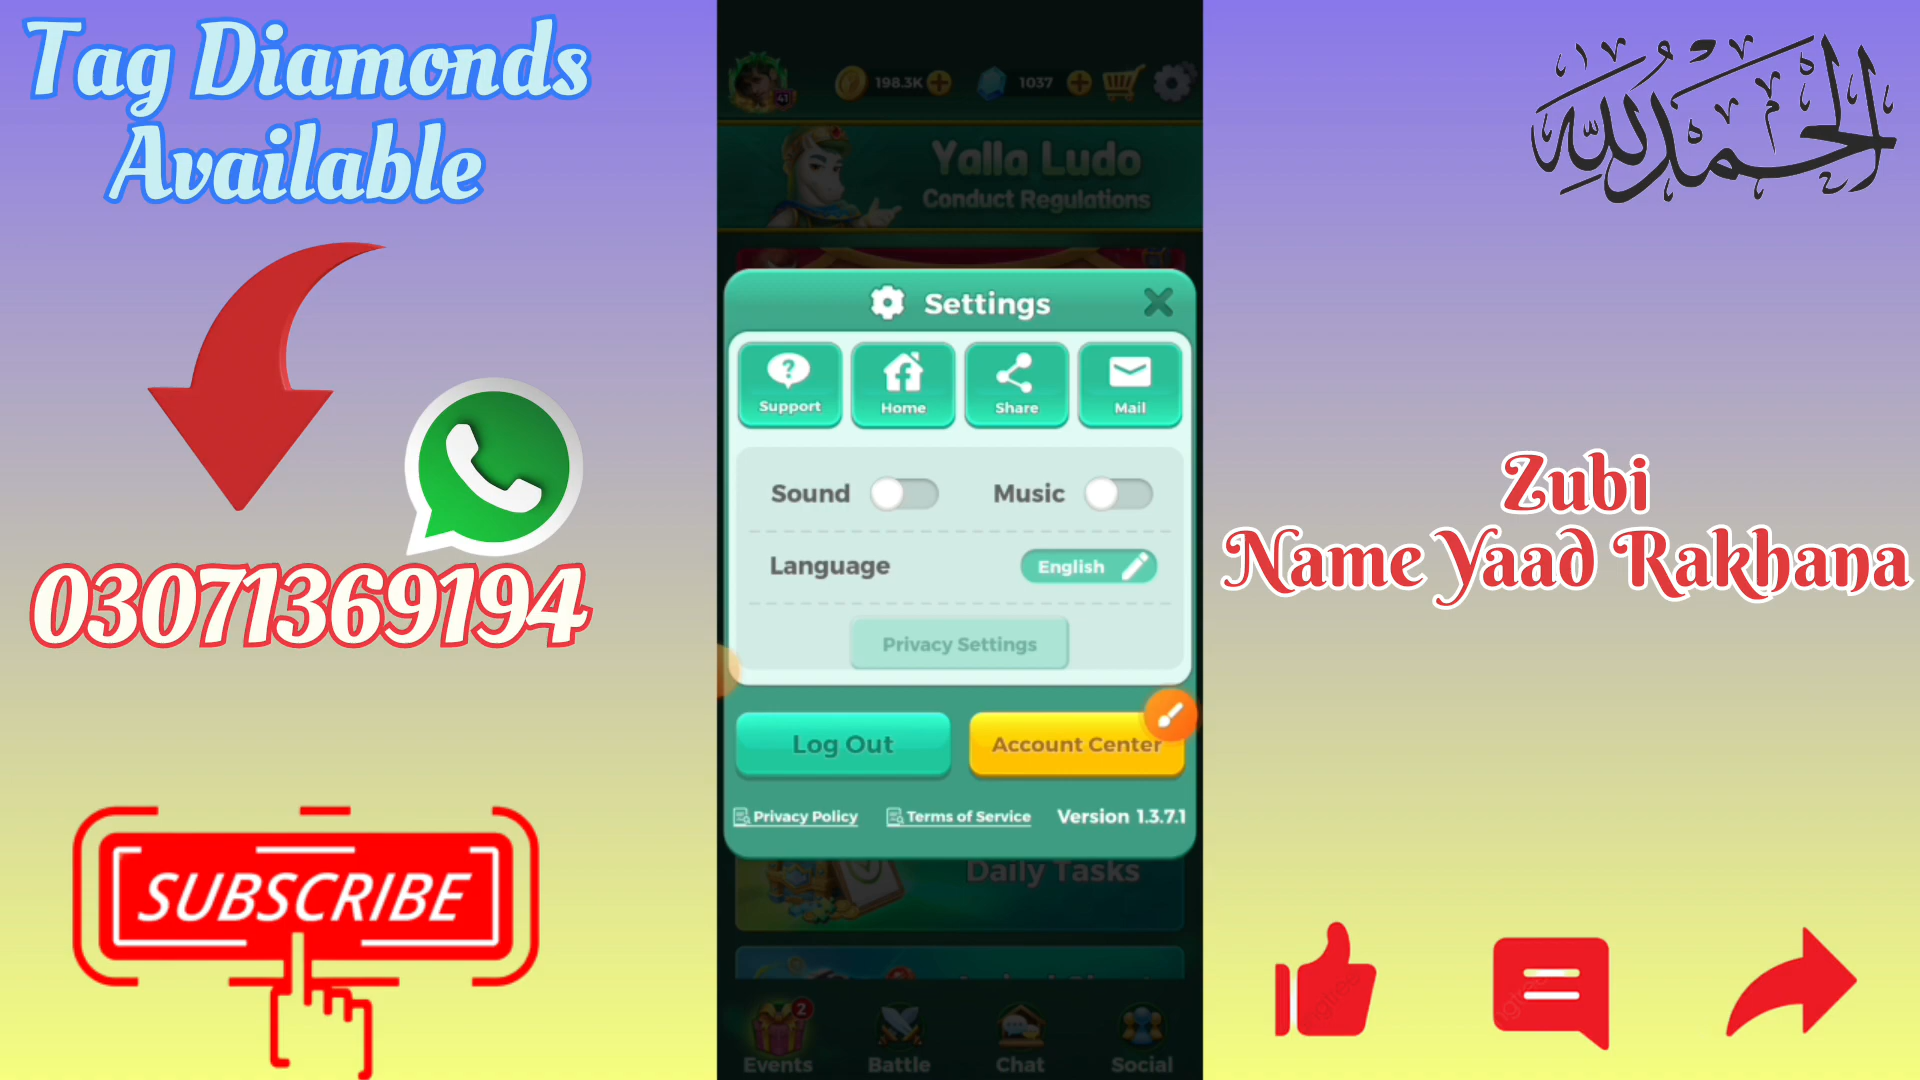 Tag Diamonds
Available
03071369194
SUBSCRIBE
41
198.3K
1037
Yalla Ludo
Conduct Regulations
Settings
Support
Home
Share
Mail
Sound
Music
Language
English
Privacy Settings
Log Out
Account Center
Privacy Policy
Terms of Service
Version 1.3.7.1
Daily Tasks
2
Events
Battle
Chat
Social
الحمد لله
Zubi
Name Yaad Rakhana